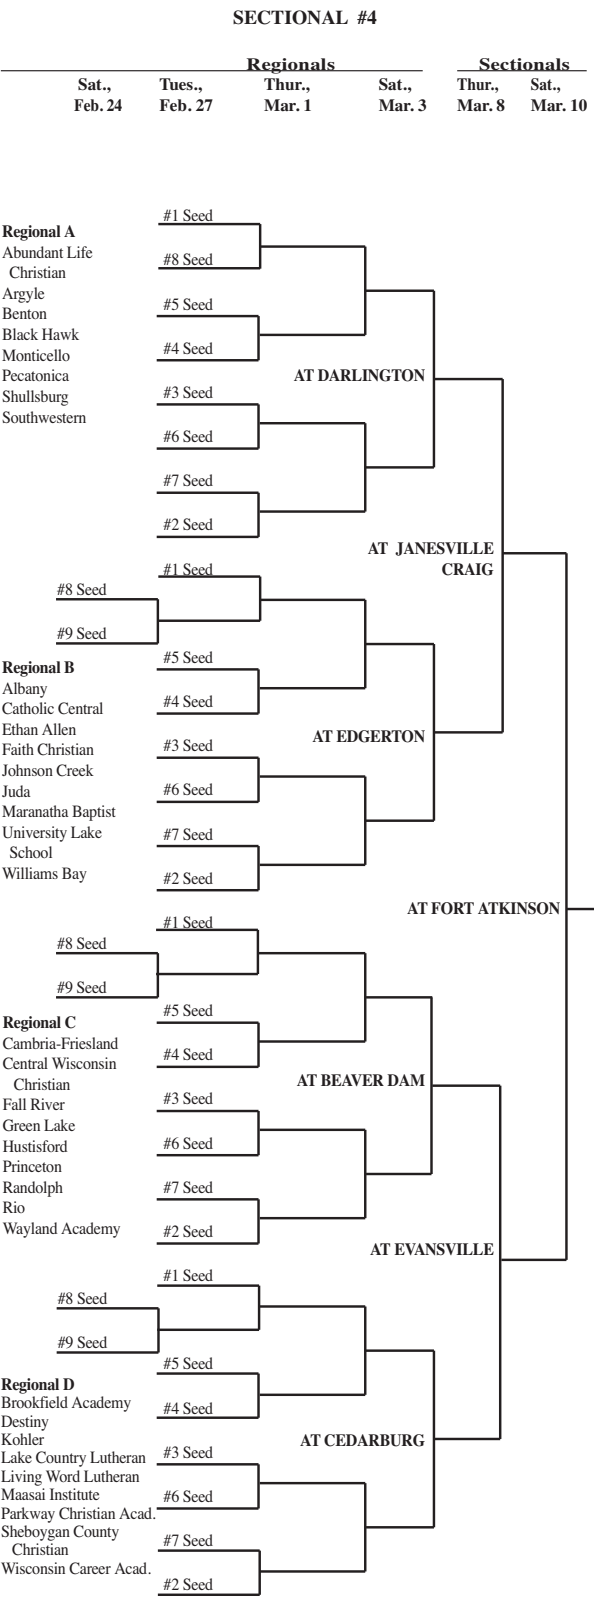 SECTIONAL #4
Regionals
Sectionals
Sat.,
Feb. 24
Tues.,
Feb. 27
Thur.,
Mar. 1
Sat.,
Mar. 3
Thur.,
Mar. 8
Sat.,
Mar. 10
#1 Seed
Regional A
Abundant Life
Christian
#8 Seed
Argyle
Benton
#5 Seed
Black Hawk
Monticello
#4 Seed
Pecatonica
AT DARLINGTON
Shullsburg
#3 Seed
Southwestern
#6 Seed
#7 Seed
#2 Seed
AT JANESVILLE
CRAIG
#1 Seed
#8 Seed
#9 Seed
#5 Seed
Regional B
Albany
Catholic Central
#4 Seed
Ethan Allen
AT EDGERTON
Faith Christian
#3 Seed
Johnson Creek
Juda
#6 Seed
Maranatha Baptist
University Lake
School
#7 Seed
Williams Bay
#2 Seed
AT FORT ATKINSON
#1 Seed
#8 Seed
#9 Seed
#5 Seed
Regional C
Cambria-Friesland
Central Wisconsin
Christian
#4 Seed
AT BEAVER DAM
Fall River
#3 Seed
Green Lake
Hustisford
#6 Seed
Princeton
Randolph
#7 Seed
Rio
Wayland Academy
#2 Seed
AT EVANSVILLE
#1 Seed
#8 Seed
#9 Seed
#5 Seed
Regional D
Brookfield Academy
#4 Seed
Destiny
Kohler
AT CEDARBURG
Lake Country Lutheran
#3 Seed
Living Word Lutheran
Maasai Institute
#6 Seed
Parkway Christian Acad.
Sheboygan County
Christian
#7 Seed
Wisconsin Career Acad.
#2 Seed